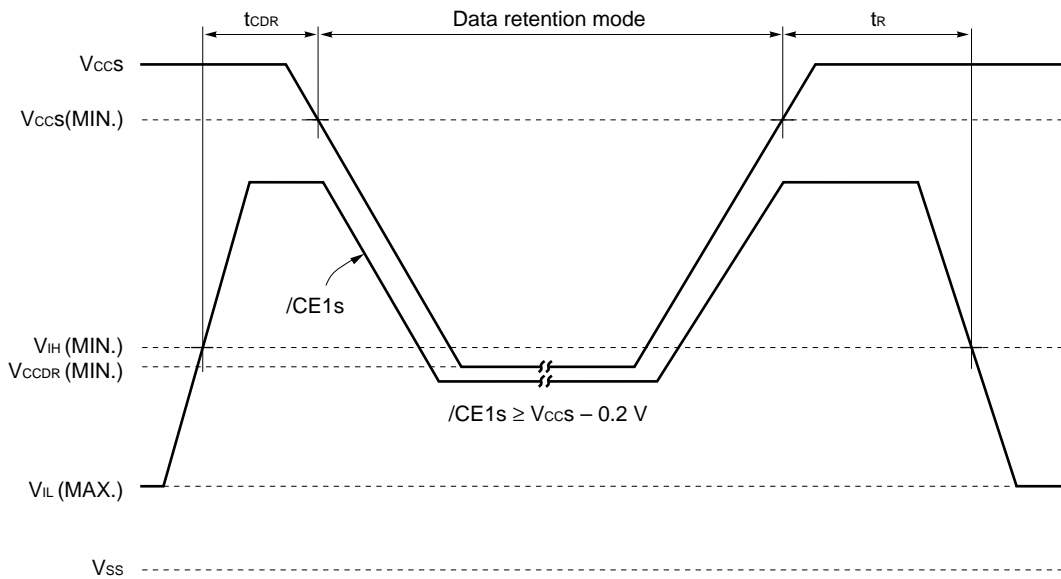 tCDR
Data retention mode
tR
VCCS
VCCS(MIN.)
/CE1s
VIH (MIN.)
VCCDR (MIN.)
/CE1s ≥ VCCS – 0.2 V
VIL (MAX.)
VSS